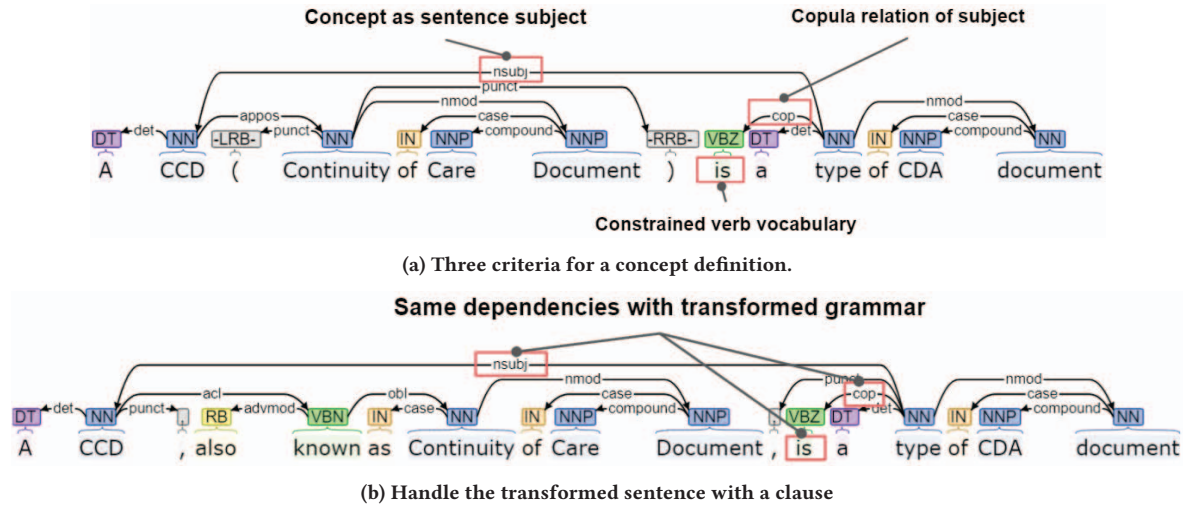 Concept as sentence subject
Copula relation of subject
nsubj
punct
nmod nmod
appos case cop case
DT det NN -LRB- punct NN IN NNP compound NNP -RRB- VBZ DT det NN IN NNP compound NN
A CCD ( Continuity of Care Document ) is a type of CDA document
Constrained verb vocabulary
(a) Three criteria for a concept definition.
Same dependencies with transformed grammar
nsubj
nmod punct nmod
acl obl case cop case
DT det NN punct , RB advmod VBN IN case NN IN NNP compound NNP , VBZ DT det NN IN NNP compound NN
A CCD , also known as Continuity of Care Document , is a type of CDA document
(b) Handle the transformed sentence with a clause